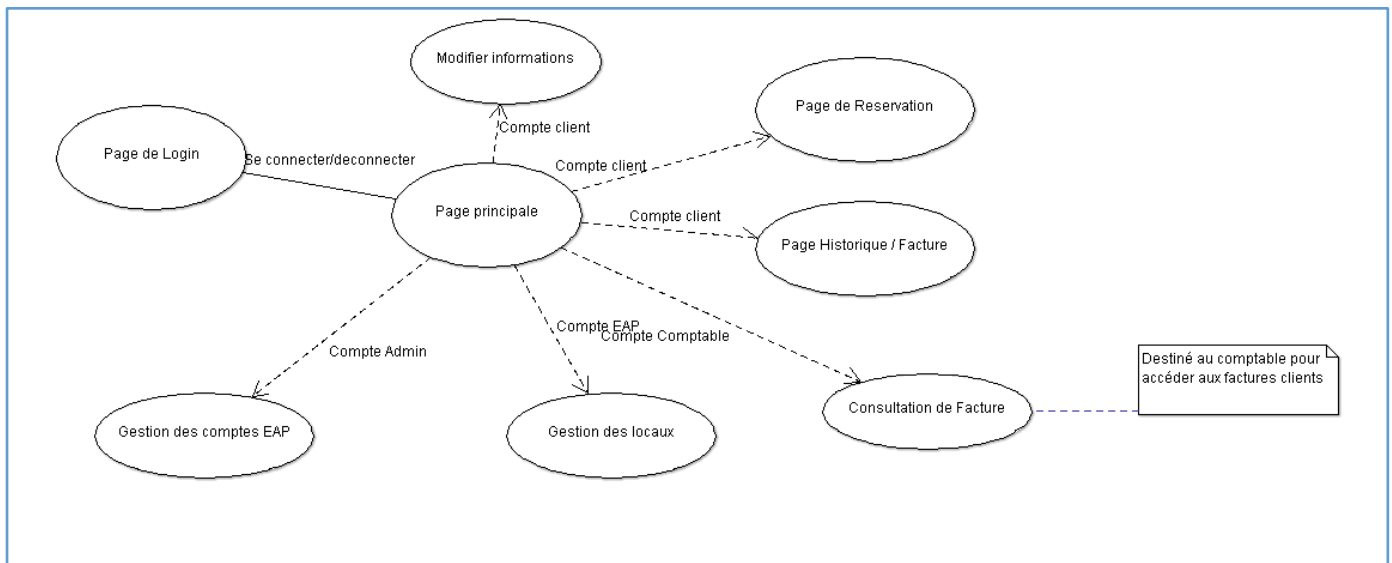 Modifier informations
Page de Reservation
Compte client
Page de Login
Se connecter/deconnecter
Compte client
Page principale
Compte client
Page Historique / Facture
Compte EAP
Compte Comptable
Compte Admin
Destiné au comptable pour
accéder aux factures clients
Consultation de Facture
Gestion des comptes EAP
Gestion des locaux